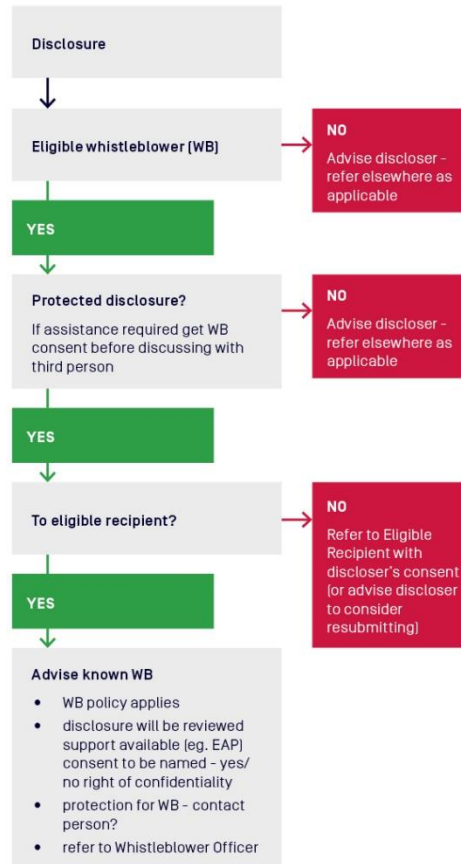 Disclosure
Eligible whistleblower (WB)
NO
Advise discloser -
refer elsewhere as
applicable
YES
Protected disclosure?
If assistance required get WB
consent before discussing with
third person
NO
Advise discloser -
refer elsewhere as
applicable
YES
To eligible recipient?
NO
Refer to Eligible
Recipient with
discloser's consent
(or advise discloser
to consider
resubmitting)
YES
Advise known WB
• WB policy applies
• disclosure will be reviewed
support available (eg. EAP)
consent to be named - yes/
no right of confidentiality
• protection for WB - contact
person?
• refer to Whistleblower Officer